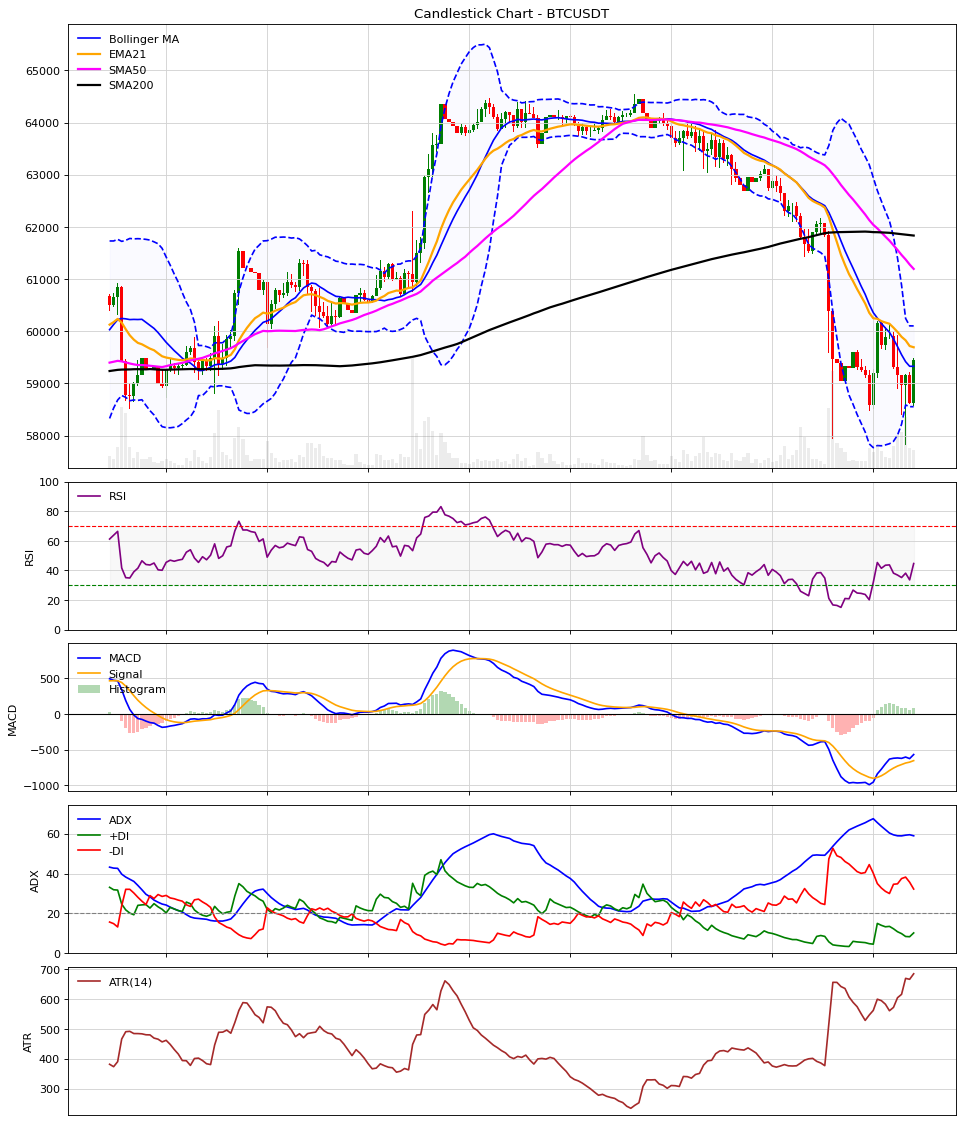 Candlestick Chart - BTCUSDT
Bollinger MA
EMA21
SMA50
SMA200
65000
64000
63000
62000
61000
60000
59000
58000
RSI
RSI
100
80
60
40
20
0
MACD
Signal
Histogram
MACD
500
0
−500
−1000
ADX
+DI
-DI
ADX
60
40
20
0
ATR(14)
ATR
700
600
500
400
300